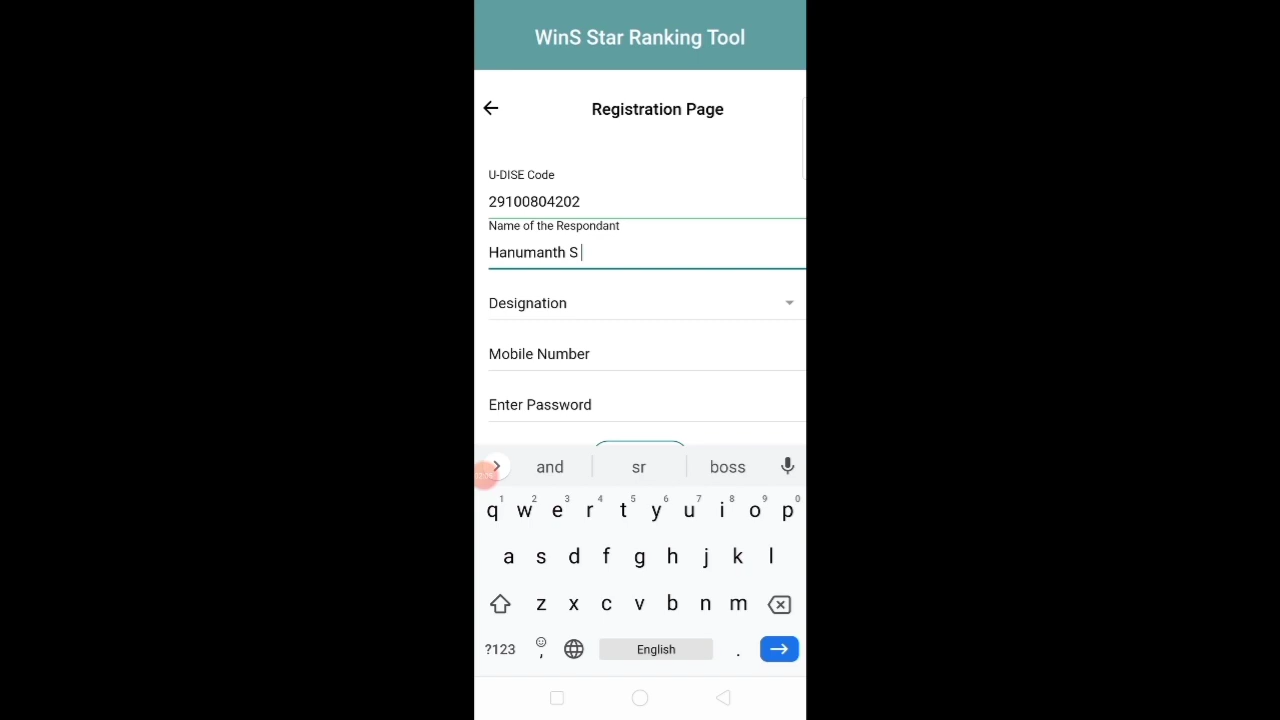 WinS Star Ranking Tool
Registration Page
U-DISE Code
29100804202
Name of the Respondant
Hanumanth S
Designation
Mobile Number
Enter Password
and sr boss
1 2 3 4 5 6 7 8 9 0
q w e r t y u i o p
a s d f g h j k l
z x c v b n m
?123 , English .